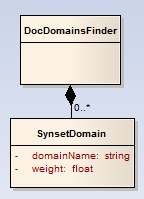 DocDomainsFinder
0..*
SynsetDomain
- domainName: string
- weight: float